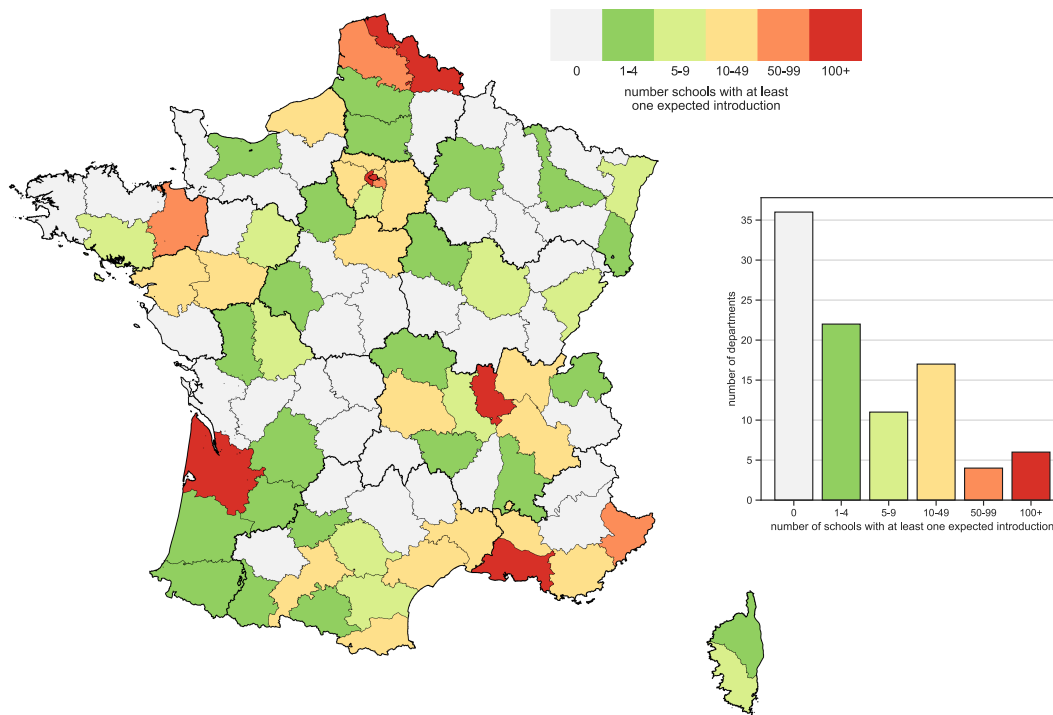 0 1-4 5-9 10-49 50-99 100+
number schools with at least
one expected introduction
number of departments
35
30
25
20
15
10
5
0
0 1-4 5-9 10-49 50-99 100+
number of schools with at least one expected introduction